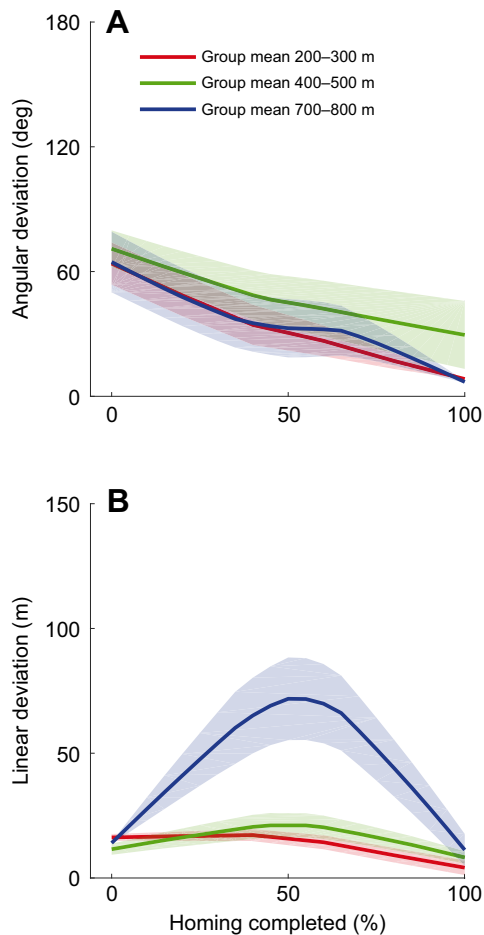 A
180
120
60
0
Angular deviation (deg)
Group mean 200–300 m
Group mean 400–500 m
Group mean 700–800 m
0
50
100
B
150
100
50
0
Linear deviation (m)
0
50
100
Homing completed (%)